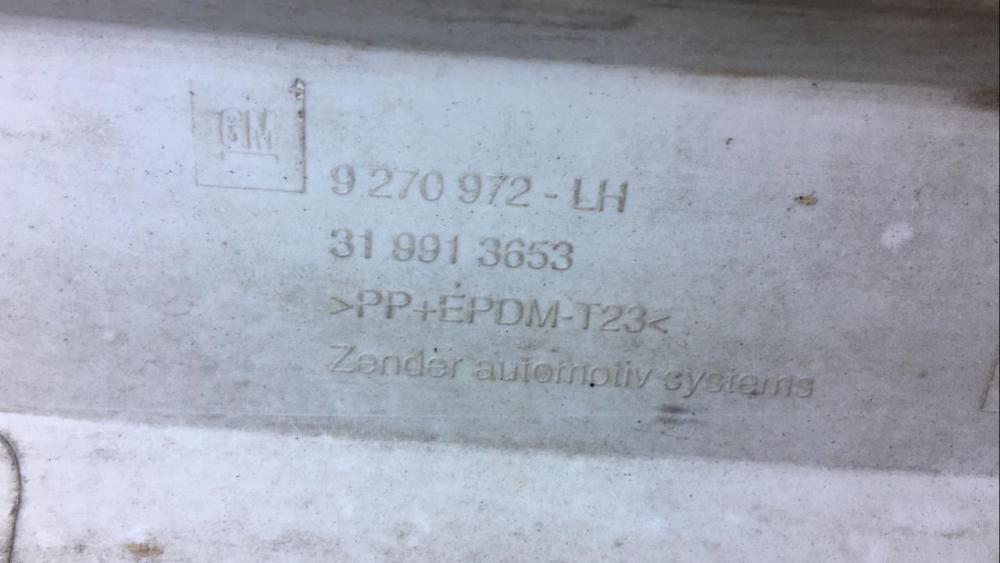 GM
9 270 972 - LH
31 991 3653
>PP+EPDM-T23<
Zender automotiv systems